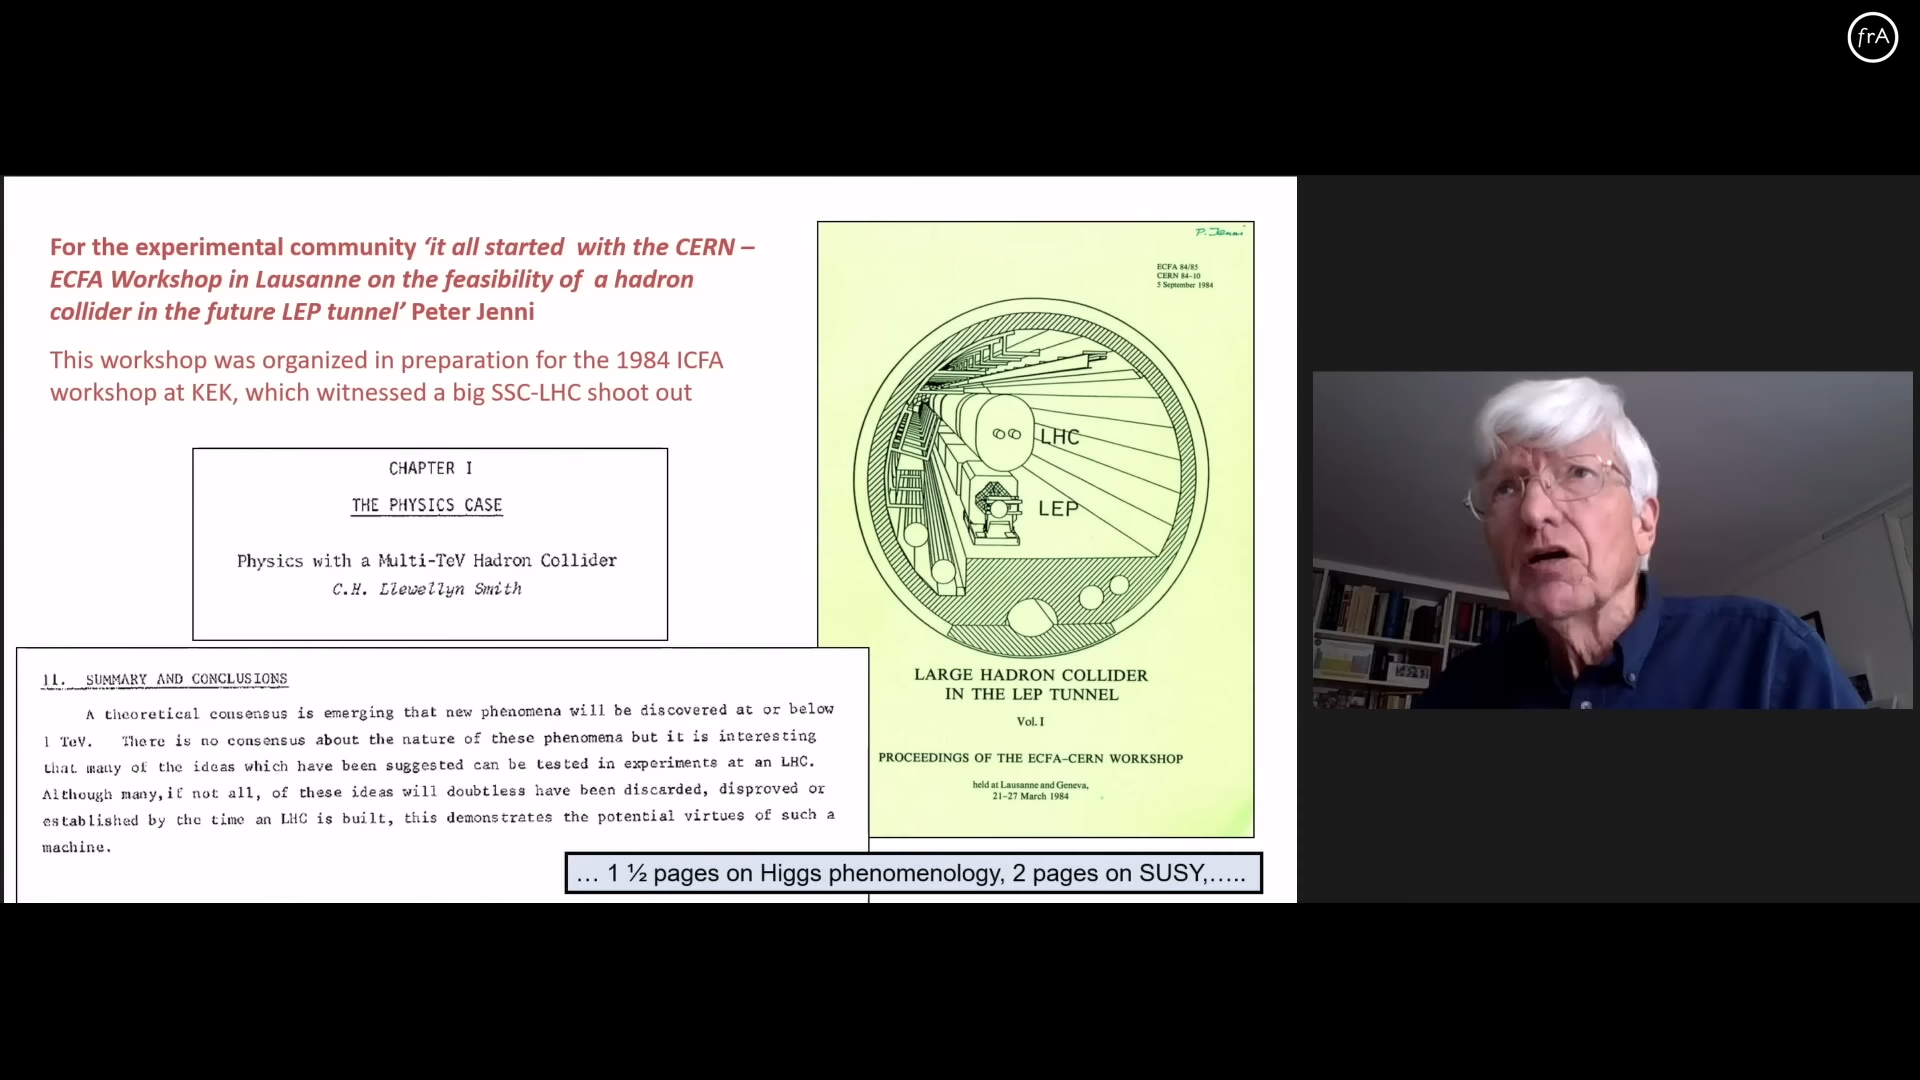 frA
For the experimental community ‘it all started with the CERN –
ECFA Workshop in Lausanne on the feasibility of a hadron
collider in the future LEP tunnel’ Peter Jenni
This workshop was organized in preparation for the 1984 ICFA
workshop at KEK, which witnessed a big SSC-LHC shoot out
CHAPTER I
THE PHYSICS CASE
Physics with a Multi-TeV Hadron Collider
C.H. Llewellyn Smith
11. SUMMARY AND CONCLUSIONS
A theoretical consensus is emerging that new phenomena will be discovered at or below
1 TeV. There is no consensus about the nature of these phenomena but it is interesting
that many of the ideas which have been suggested can be tested in experiments at an LHC.
Although many, if not all, of these ideas will doubtless have been discarded, disproved or
established by the time an LHC is built, this demonstrates the potential virtues of such a
machine.
P. Jenni
ECFA 84/85
CERN 84-10
5 September 1984
LHC
LEP
LARGE HADRON COLLIDER
IN THE LEP TUNNEL
Vol. I
PROCEEDINGS OF THE ECFA-CERN WORKSHOP
held at Lausanne and Geneva,
21-27 March 1984
… 1 ½ pages on Higgs phenomenology, 2 pages on SUSY,…..